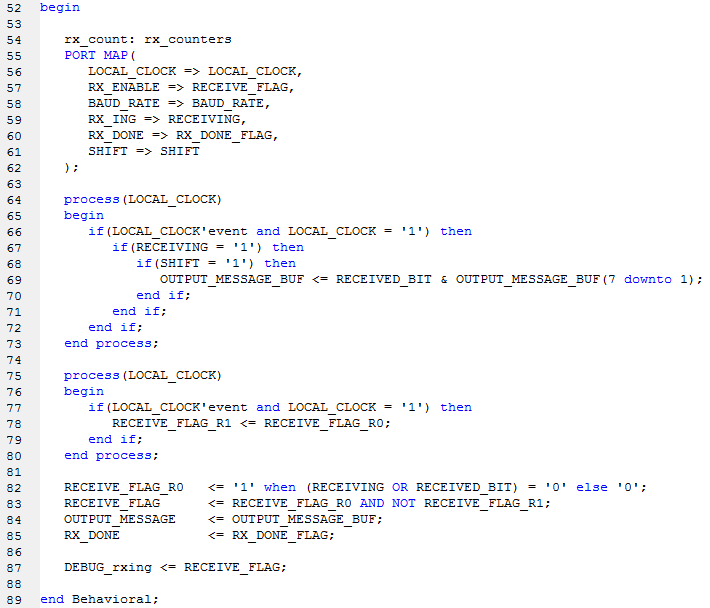 52 begin
53
54 rx_count: rx_counters
55 PORT MAP(
56 LOCAL_CLOCK => LOCAL_CLOCK,
57 RX_ENABLE => RECEIVE_FLAG,
58 BAUD_RATE => BAUD_RATE,
59 RX_ING => RECEIVING,
60 RX_DONE => RX_DONE_FLAG,
61 SHIFT => SHIFT
62 );
63
64 process(LOCAL_CLOCK)
65 begin
66 if(LOCAL_CLOCK'event and LOCAL_CLOCK = '1') then
67 if(RECEIVING = '1') then
68 if(SHIFT = '1') then
69 OUTPUT_MESSAGE_BUF <= RECEIVED_BIT & OUTPUT_MESSAGE_BUF(7 downto 1);
70 end if;
71 end if;
72 end if;
73 end process;
74
75 process(LOCAL_CLOCK)
76 begin
77 if(LOCAL_CLOCK'event and LOCAL_CLOCK = '1') then
78 RECEIVE_FLAG_R1 <= RECEIVE_FLAG_R0;
79 end if;
80 end process;
81
82 RECEIVE_FLAG_R0 <= '1' when (RECEIVING OR RECEIVED_BIT) = '0' else '0';
83 RECEIVE_FLAG <= RECEIVE_FLAG_R0 AND NOT RECEIVE_FLAG_R1;
84 OUTPUT_MESSAGE <= OUTPUT_MESSAGE_BUF;
85 RX_DONE <= RX_DONE_FLAG;
86
87 DEBUG_rxing <= RECEIVE_FLAG;
88
89 end Behavioral;